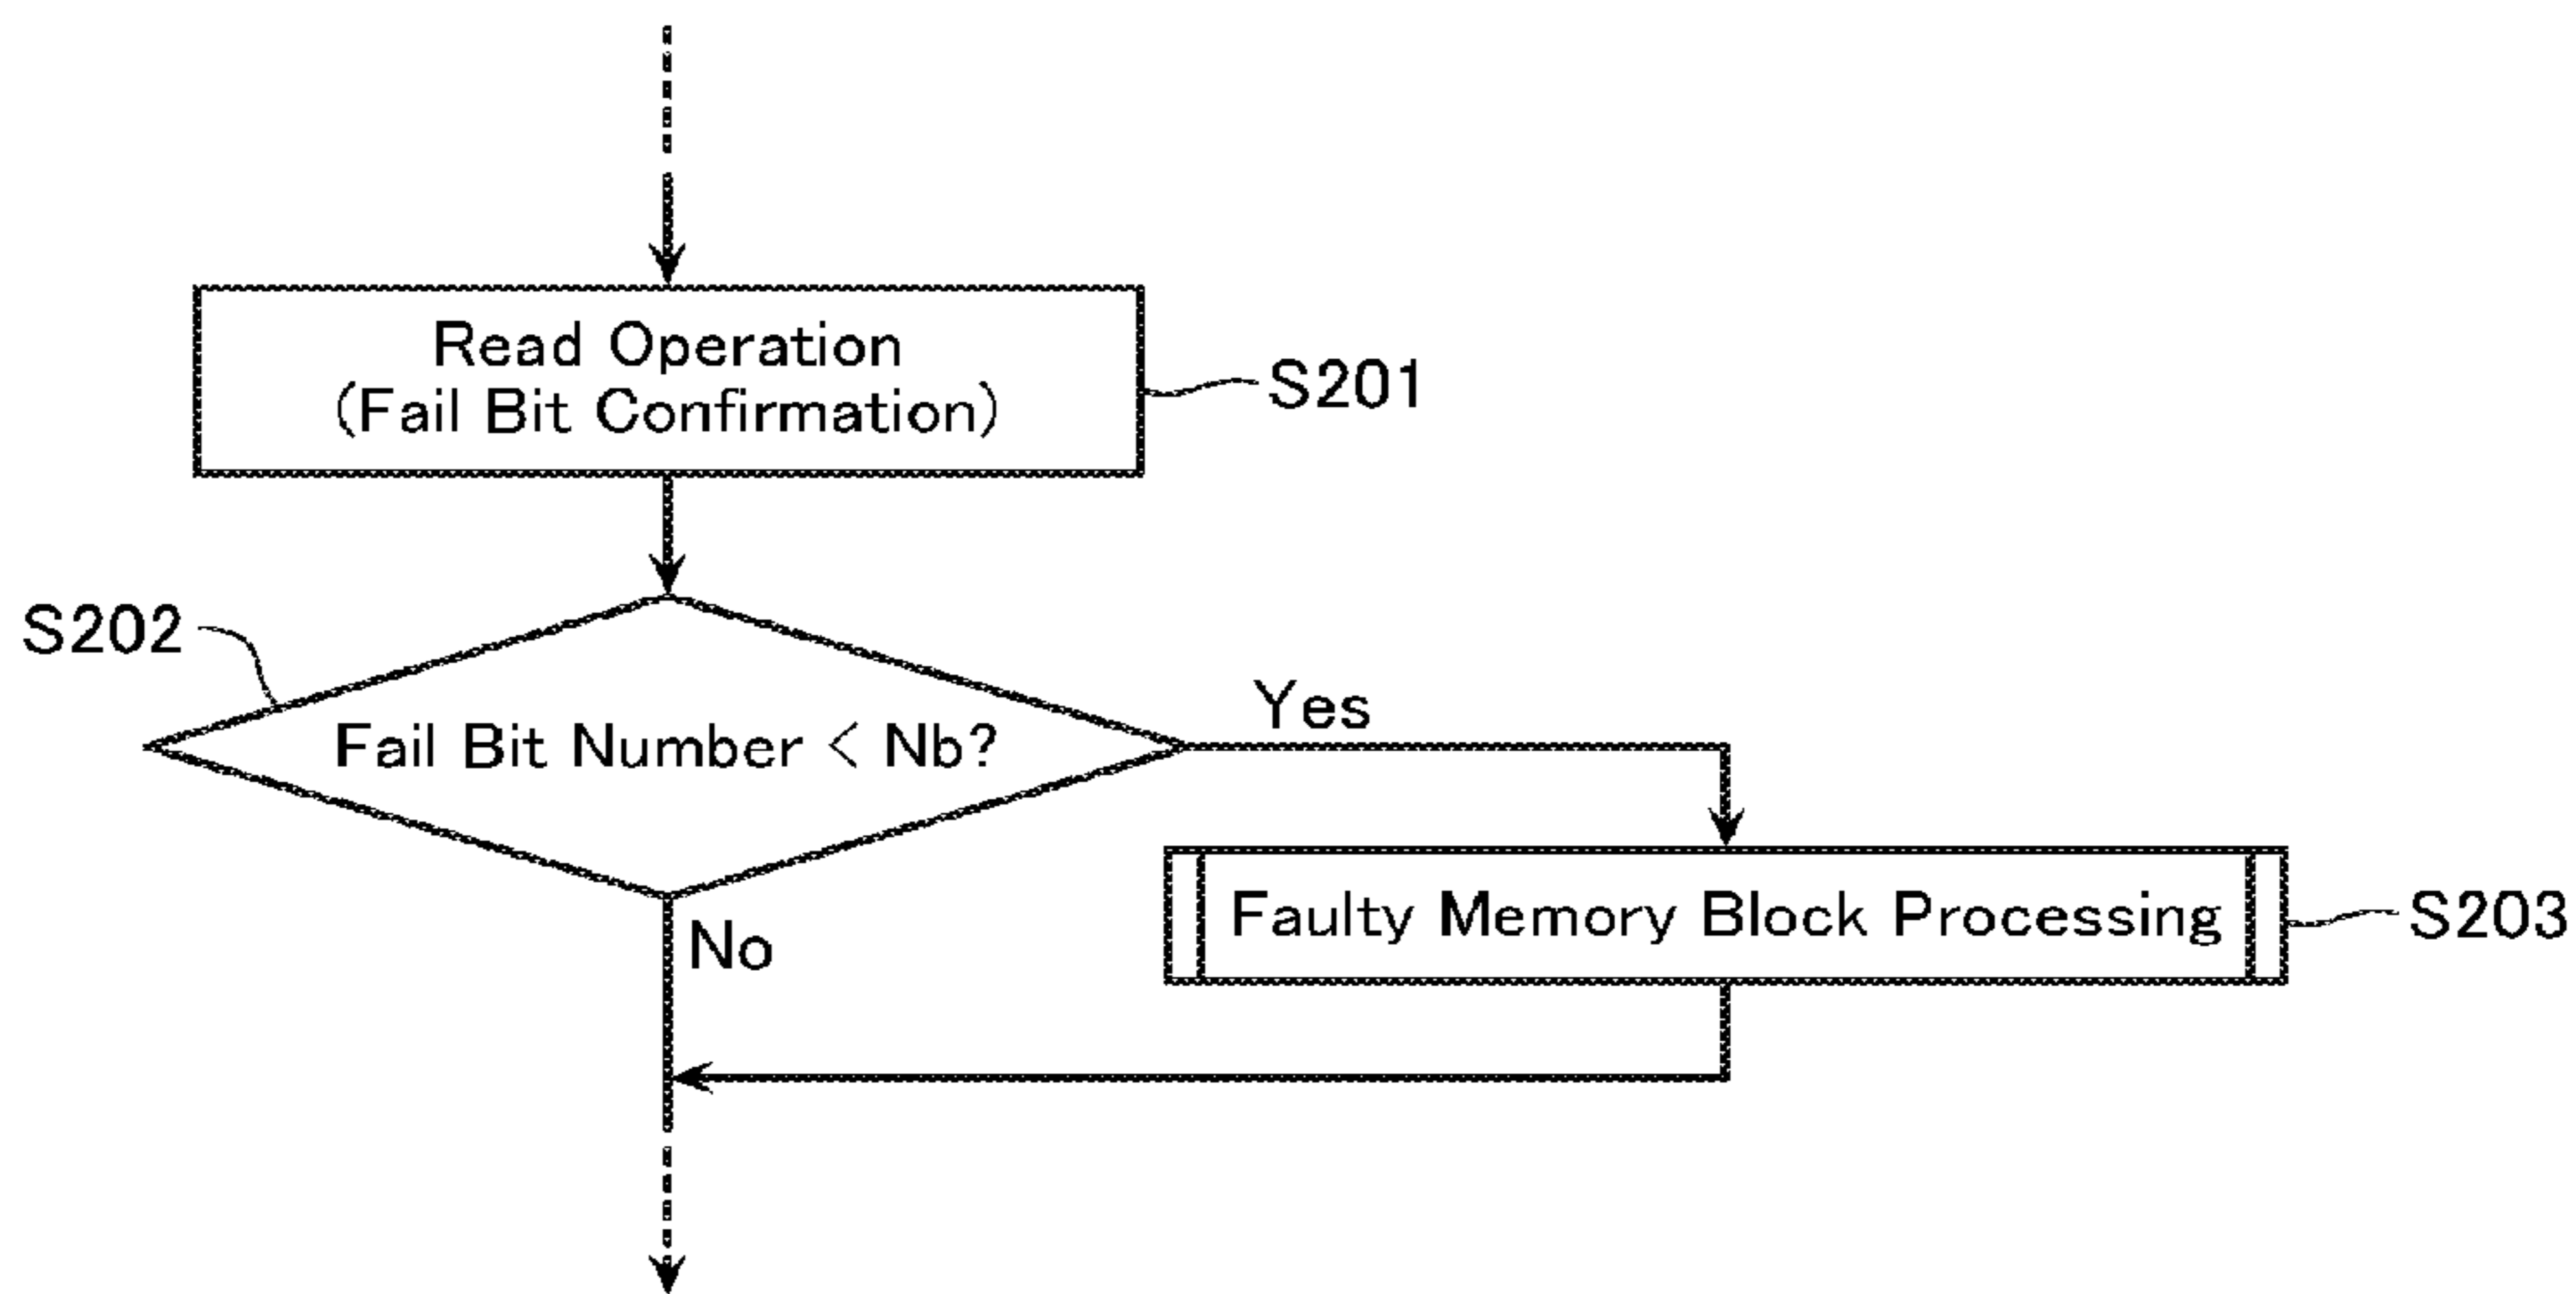 Read Operation
(Fail Bit Confirmation)
S201
S202
Fail Bit Number < Nb?
Yes
No
Faulty Memory Block Processing
S203